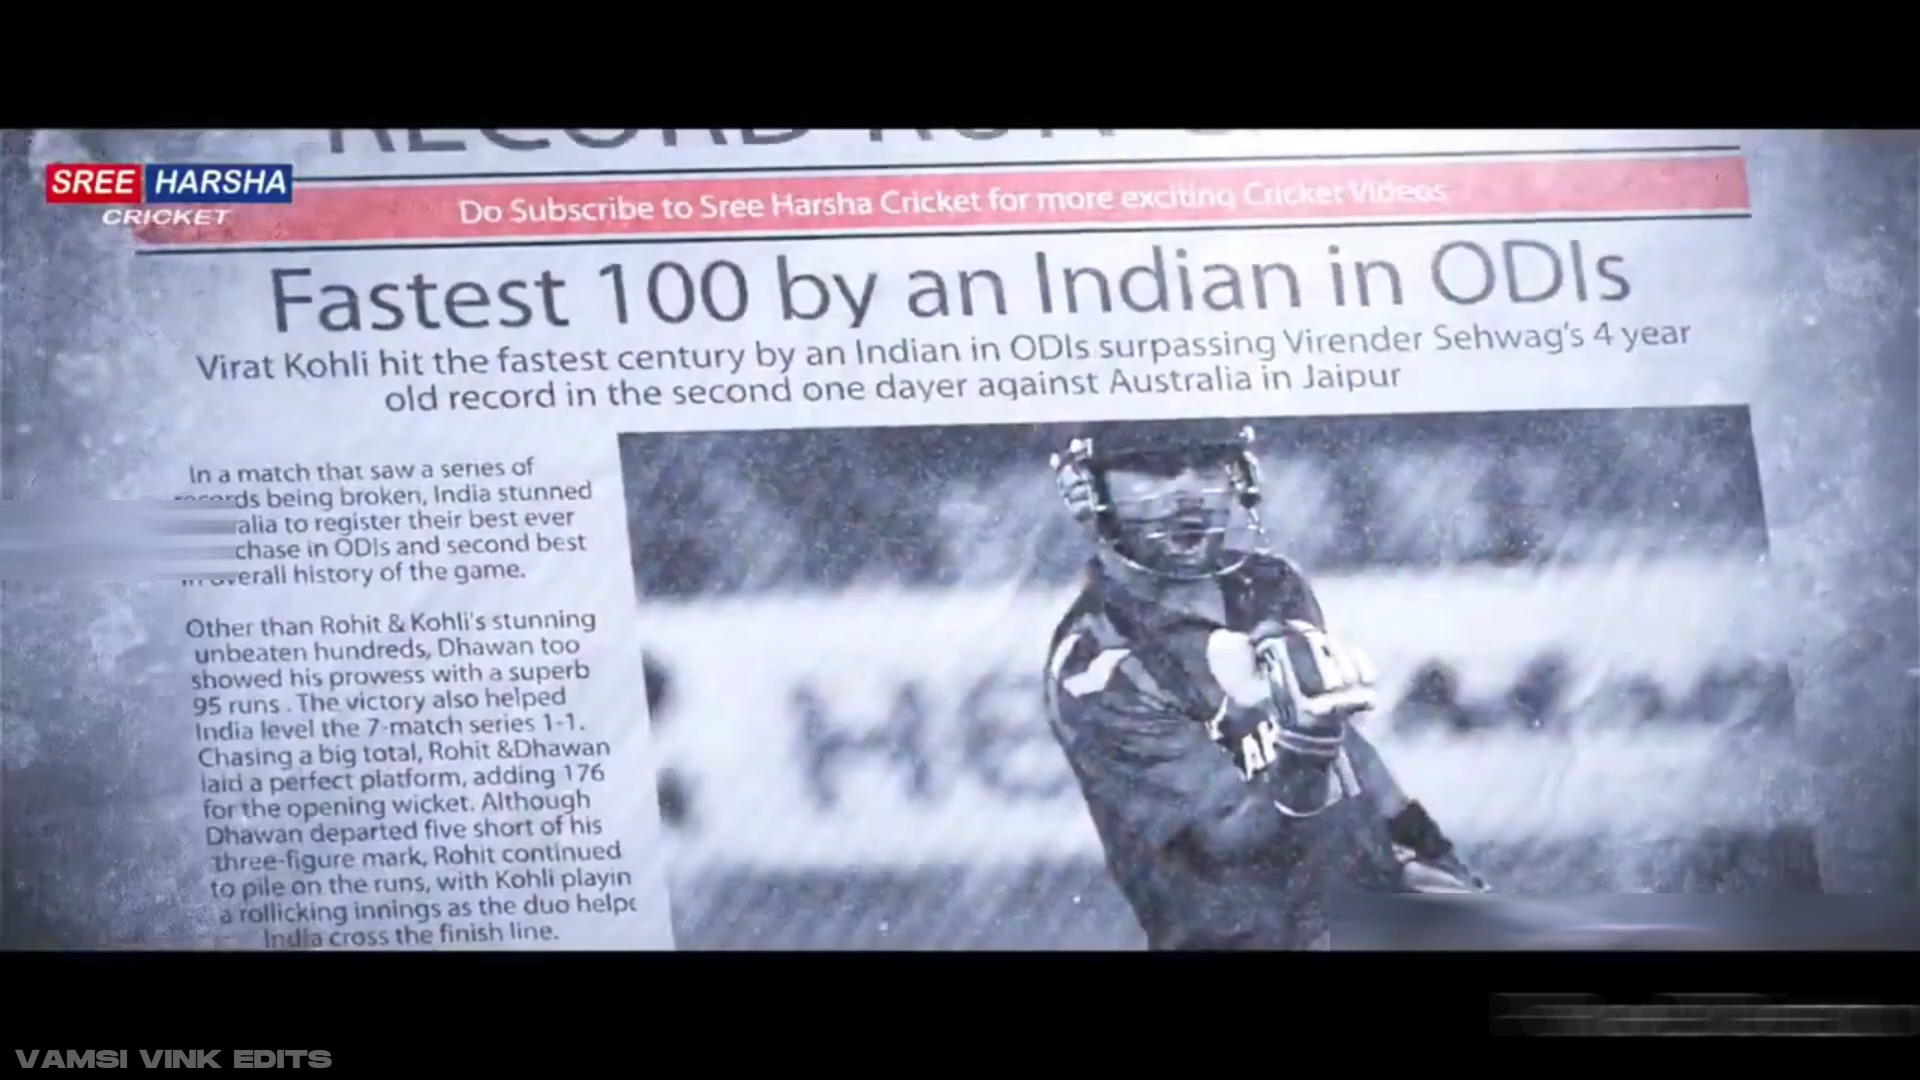 RECORD RUN
SREE HARSHA
CRICKET
Do Subscribe to Sree Harsha Cricket for more exciting Cricket Videos
Fastest 100 by an Indian in ODIs
Virat Kohli hit the fastest century by an Indian in ODIs surpassing Virender Sehwag's 4 year
old record in the second one dayer against Australia in Jaipur
In a match that saw a series of
records being broken, India stunned
alia to register their best ever
chase in ODIs and second best
in overall history of the game.
Other than Rohit & Kohli's stunning
unbeaten hundreds, Dhawan too
showed his prowess with a superb
95 runs . The victory also helped
India level the 7-match series 1-1.
Chasing a big total, Rohit &Dhawan
laid a perfect platform, adding 176
for the opening wicket. Although
Dhawan departed five short of his
three-figure mark, Rohit continued
to pile on the runs, with Kohli playin
a rollicking innings as the duo helpe
India cross the finish line.
VAMSI VINK EDITS